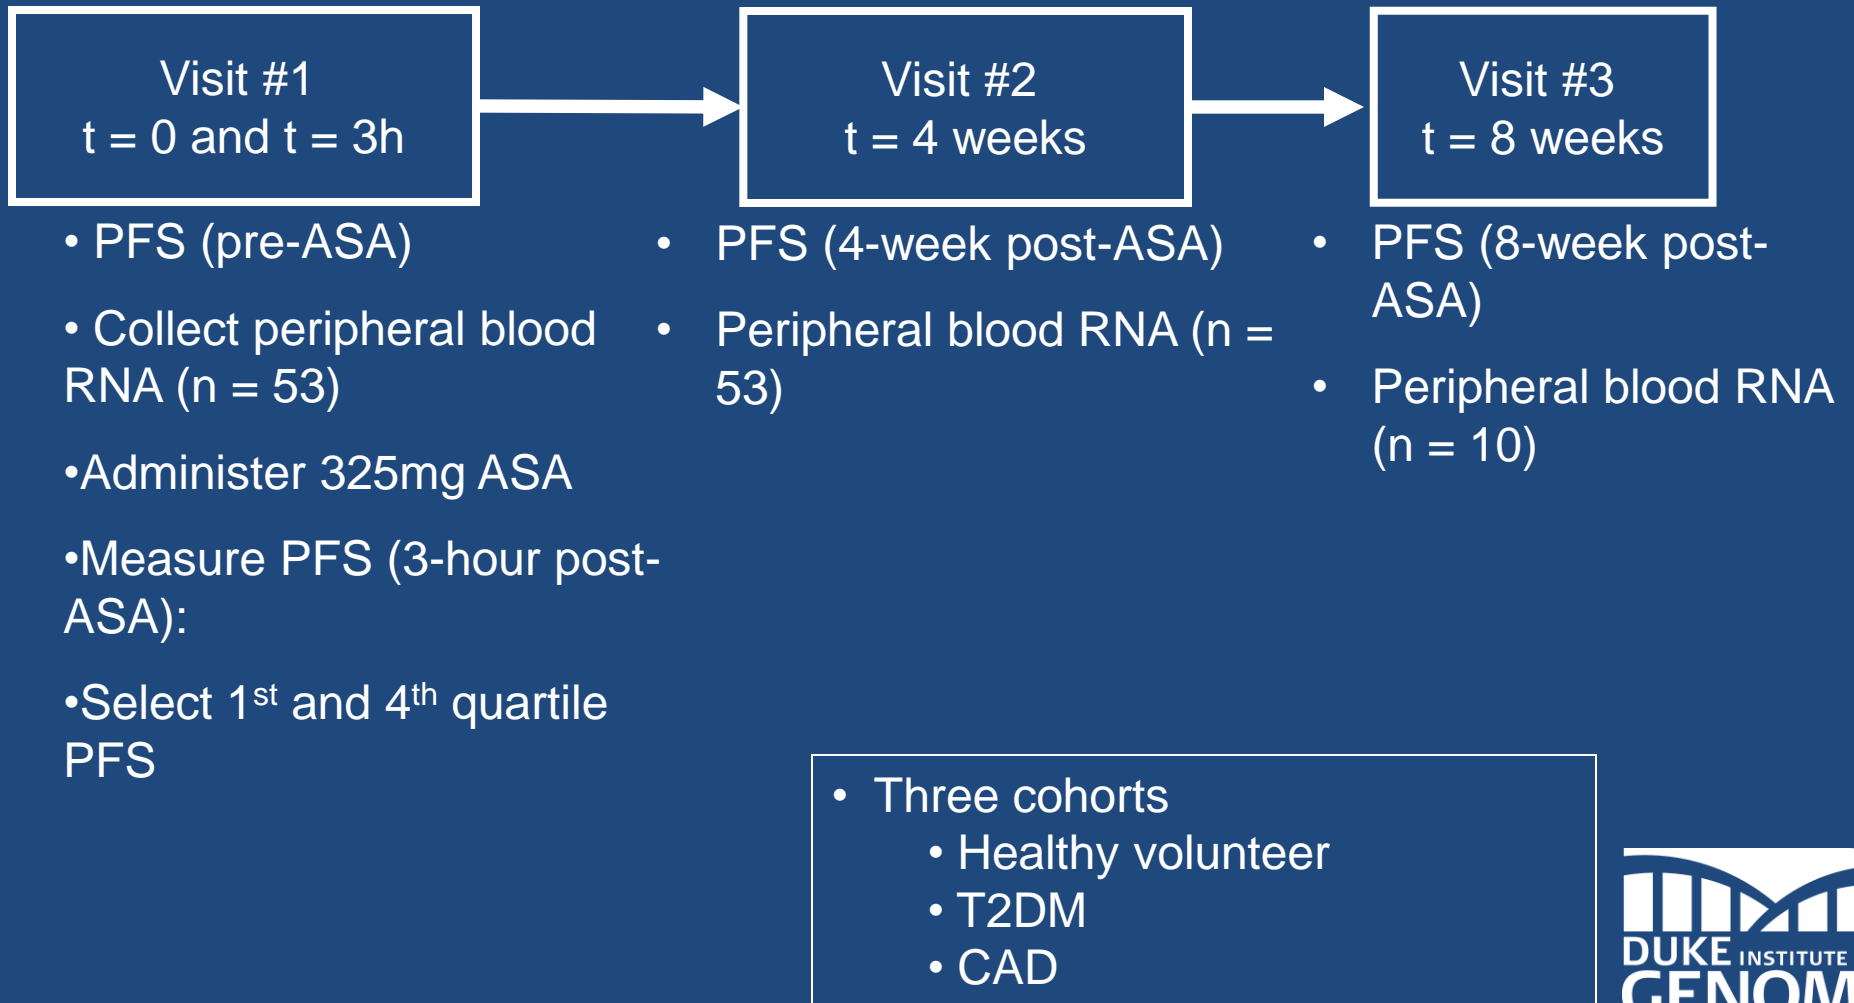 Visit #1
t = 0 and t = 3h
Visit #2
t = 4 weeks
Visit #3
t = 8 weeks
• PFS (pre-ASA)
• Collect peripheral blood
RNA (n = 53)
•Administer 325mg ASA
•Measure PFS (3-hour post-
ASA):
•Select 1st and 4th quartile
PFS
• PFS (4-week post-ASA)
• Peripheral blood RNA (n =
53)
• PFS (8-week post-
ASA)
• Peripheral blood RNA
(n = 10)
• Three cohorts
• Healthy volunteer
• T2DM
• CAD
DUKE INSTITUTE
GENOM